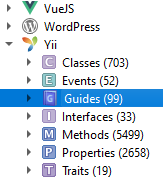 VueJS
WordPress
Yii
C Classes (703)
E Events (52)
G Guides (99)
I Interfaces (33)
M Methods (5499)
P Properties (2658)
T Traits (19)